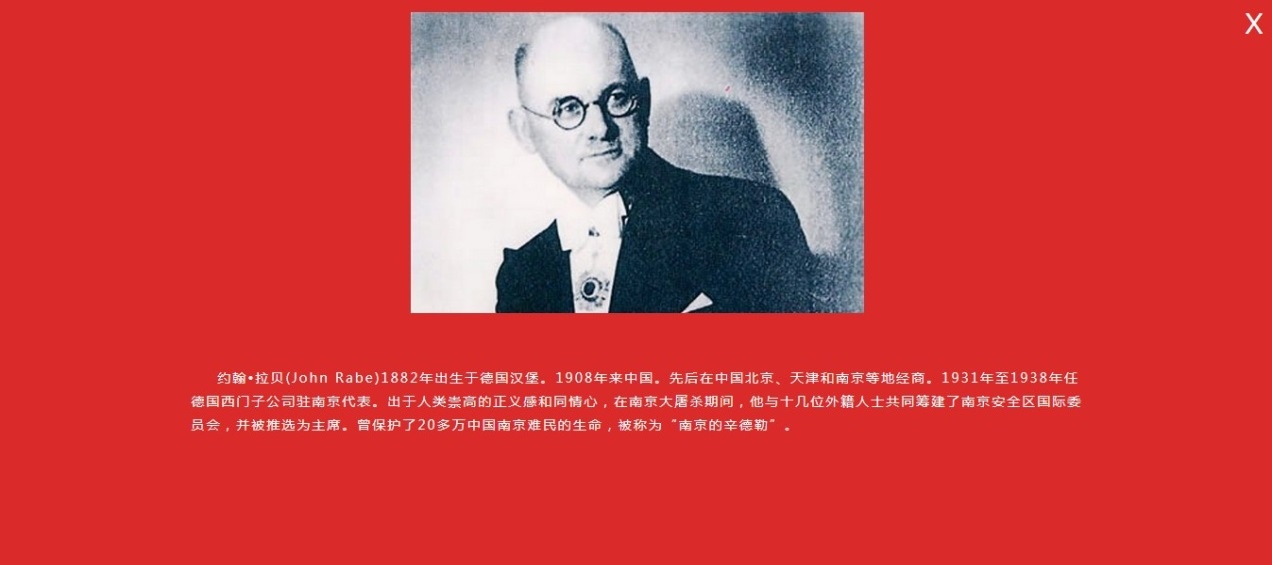 X
约翰•拉贝(John Rabe)1882年出生于德国汉堡。1908年来中国。先后在中国北京、天津和南京等地经商。1931年至1938年任
德国西门子公司驻南京代表。出于人类崇高的正义感和同情心，在南京大屠杀期间，他与十几位外籍人士共同筹建了南京安全区国际委
员会，并被推选为主席。曾保护了20多万中国南京难民的生命，被称为“南京的辛德勒”。